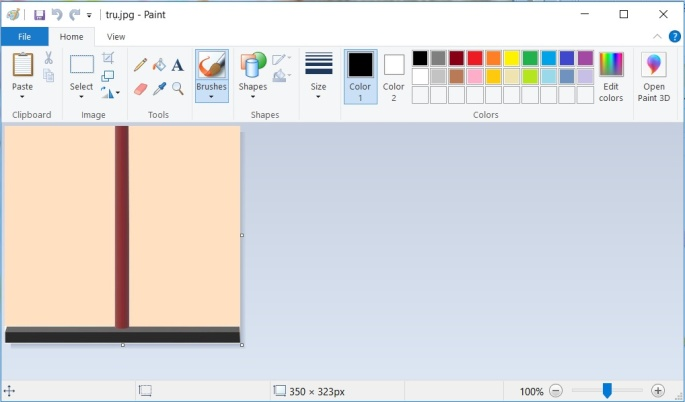 trụ.jpg - Paint
File Home View
Paste
Select
Brushes
Shapes
Size
Color 1
Color 2
Edit colors
Open Paint 3D
A
Clipboard Image Tools Shapes Colors
350 × 323px 100%